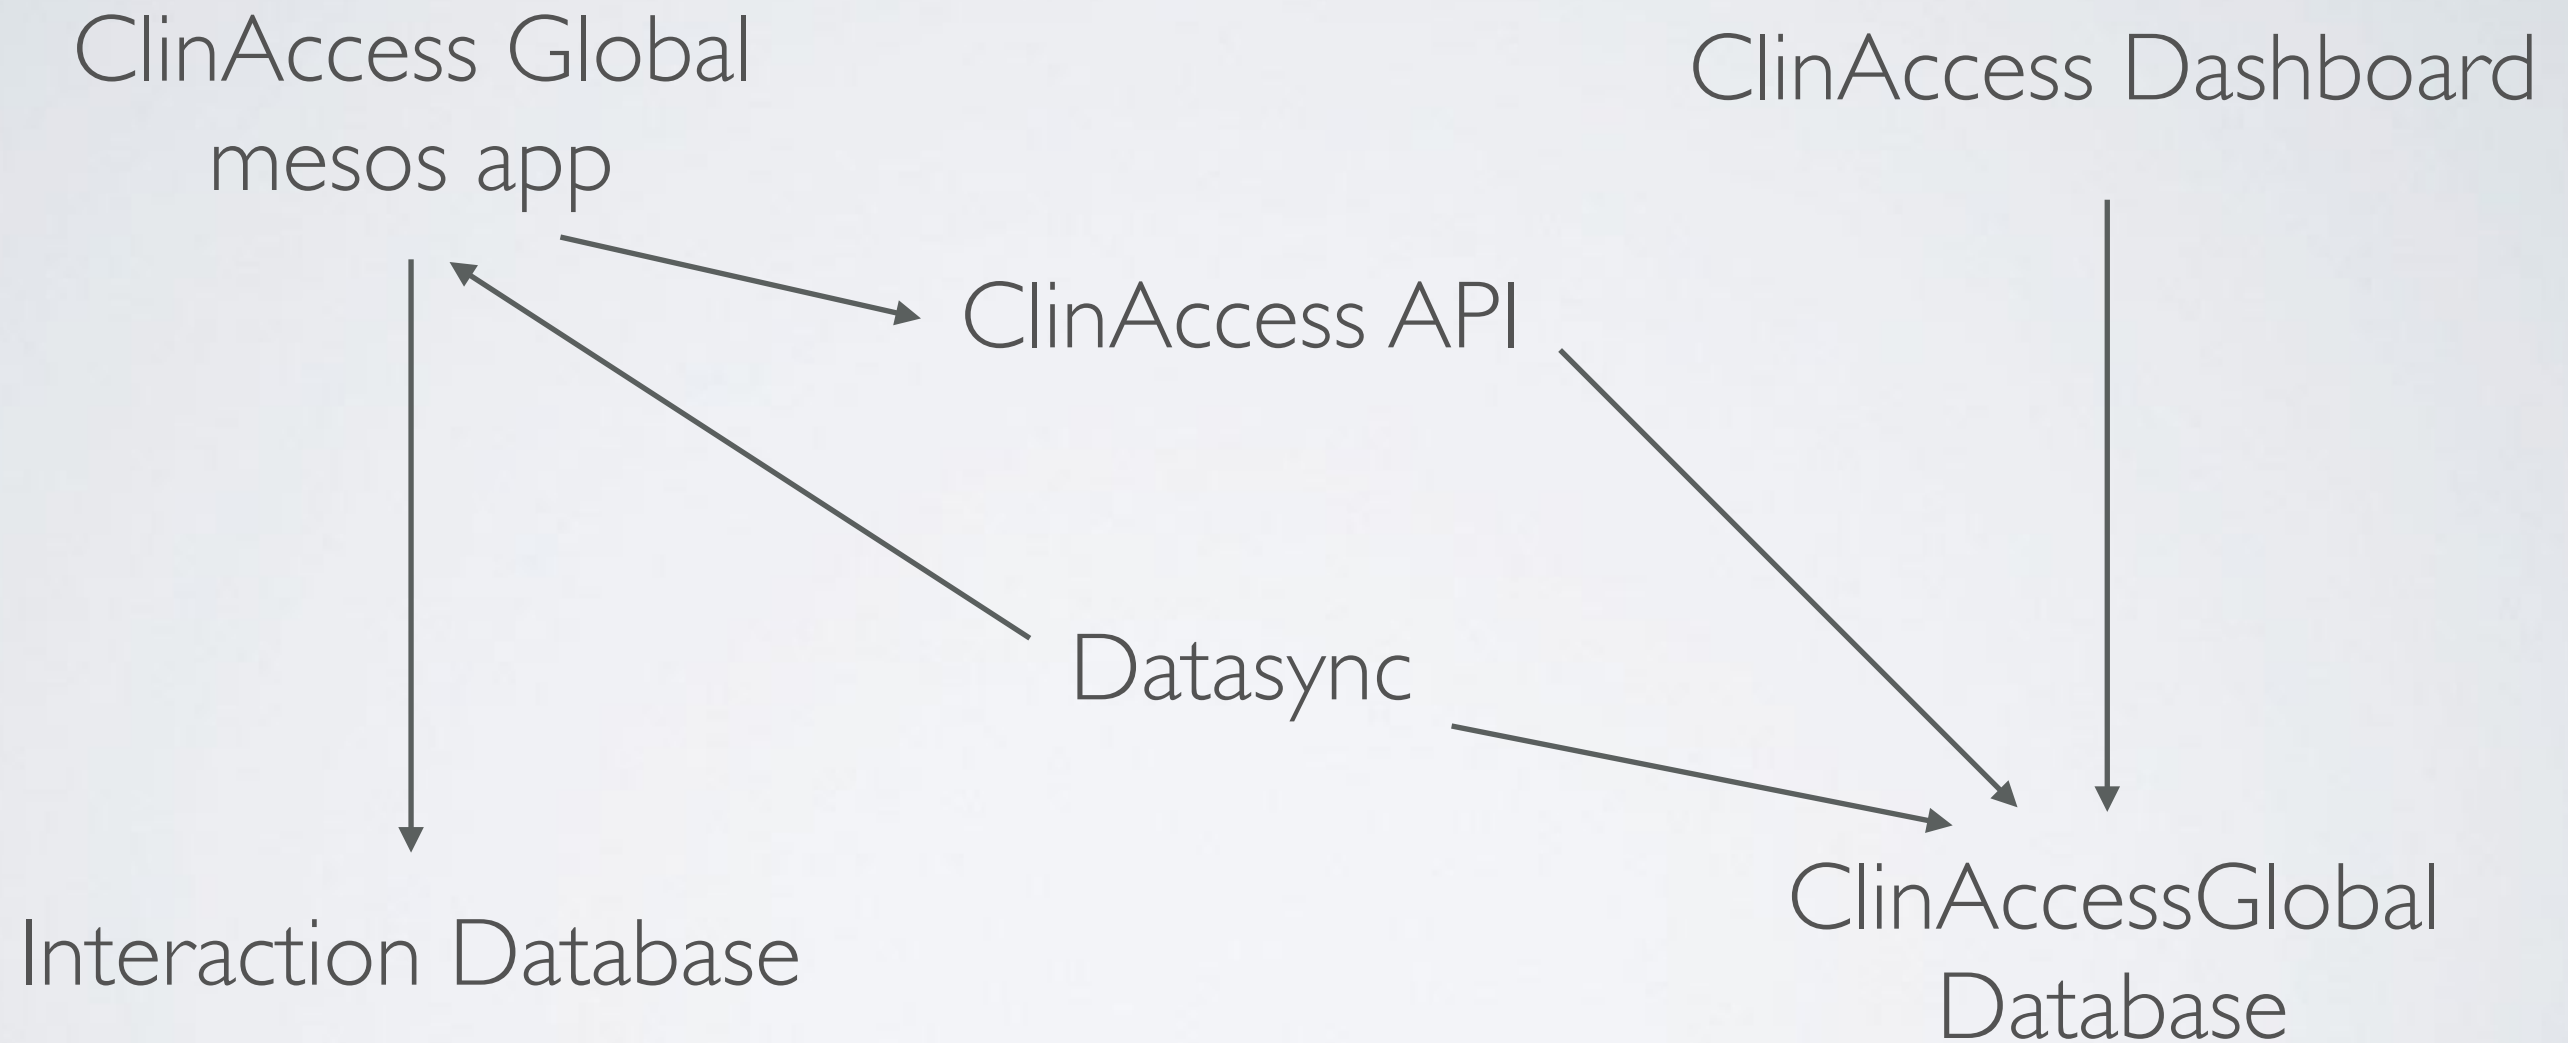 ClinAccess Global
mesos app
ClinAccess Dashboard
ClinAccess API
Datasync
Interaction Database
ClinAccessGlobal
Database